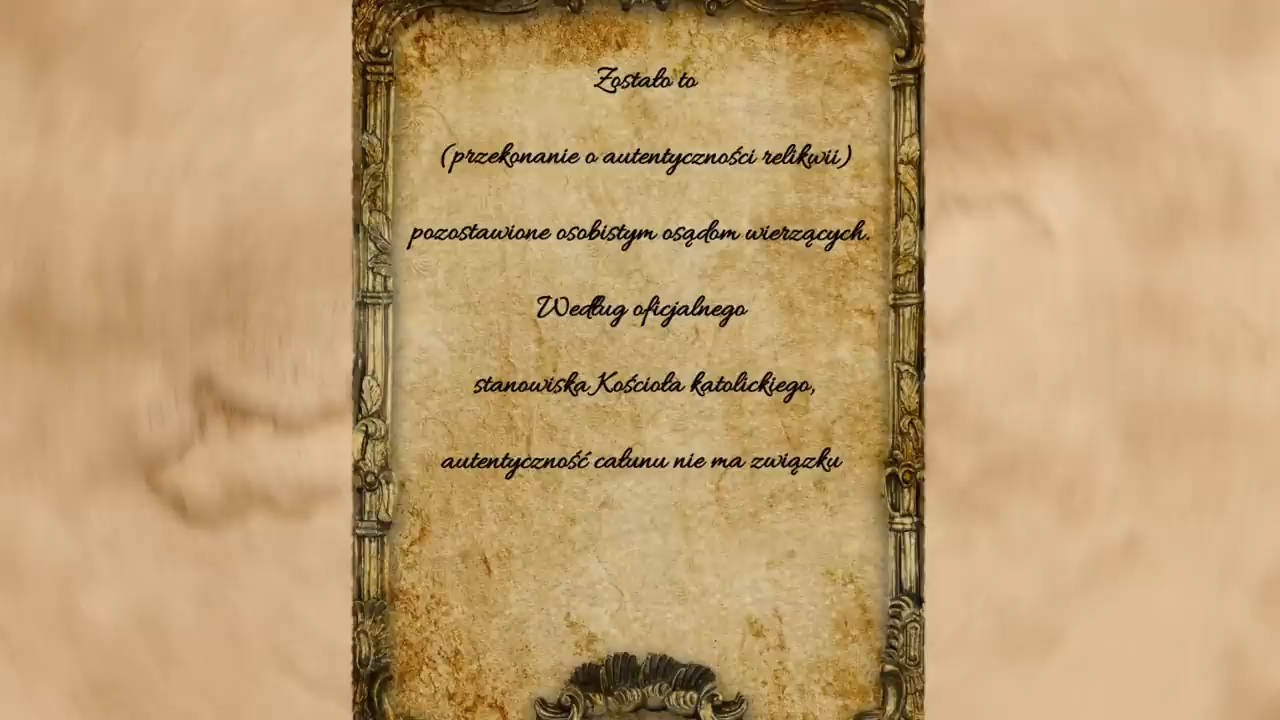 Zostało to
(przekonanie o autentyczności relikwii)
pozostawione osobistym osądom wierzących.
Według oficjalnego
stanowiska Kościoła katolickiego,
autentyczność całunu nie ma związku